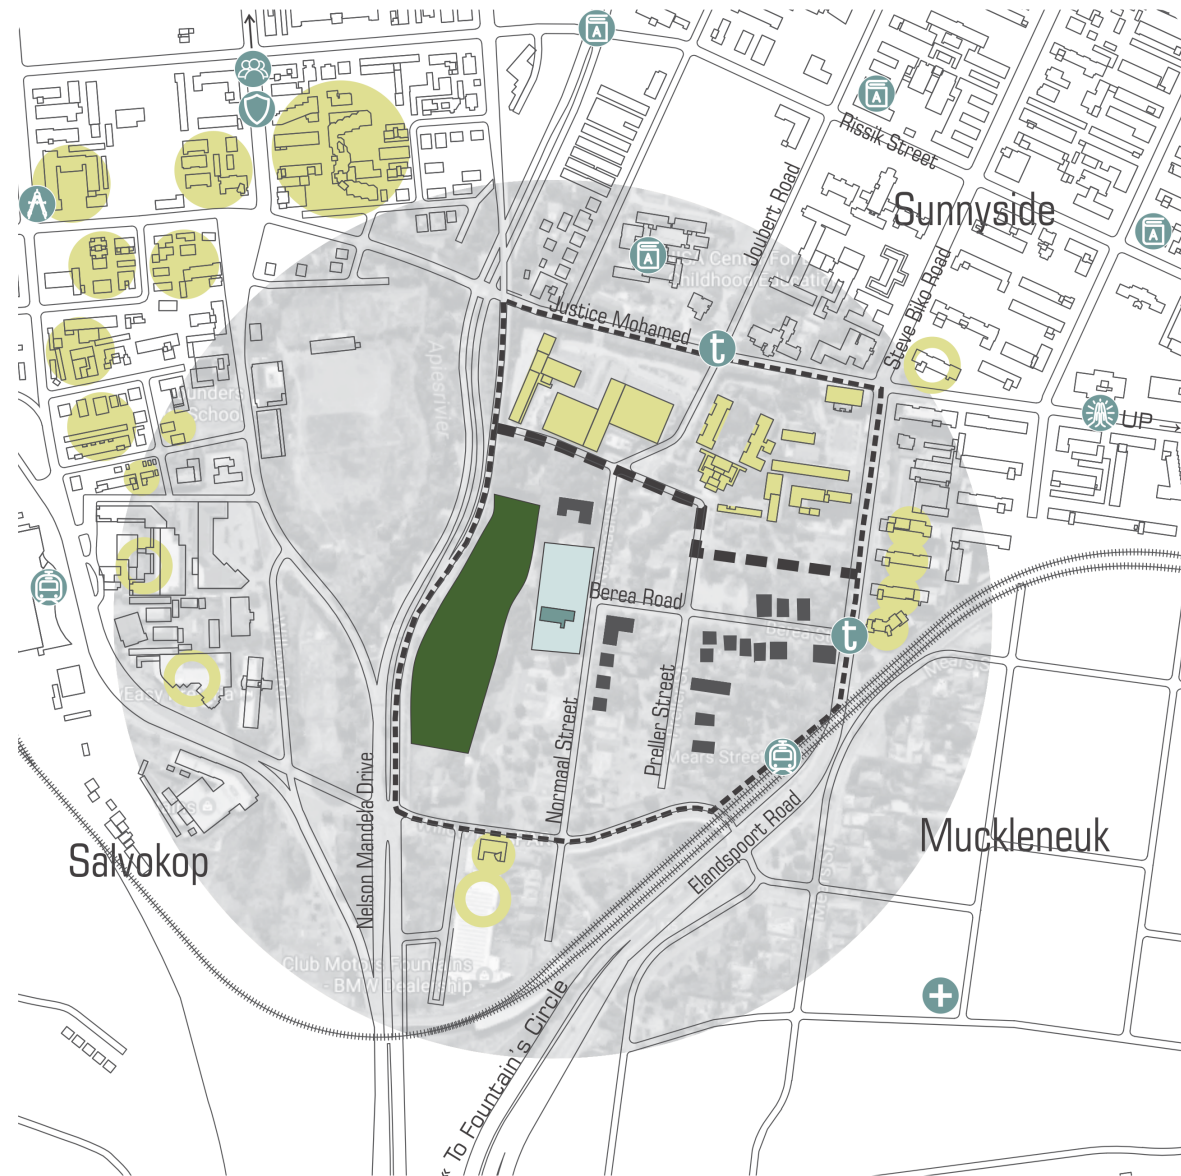 A
A
A
Rissik Street
Sunnyside
A
A
Joubert Road
Justice Mohamed
t
Steve Biko Road
Apiesriver
UP
Berea Road
t
Preller Street
Mears Street
Normaal Street
Nelson Mandela Drive
Salvokop
Muckleneuk
Elandspoort Road
Club Motors Fountains
- BMW Dealership
« To Fountain's Circle